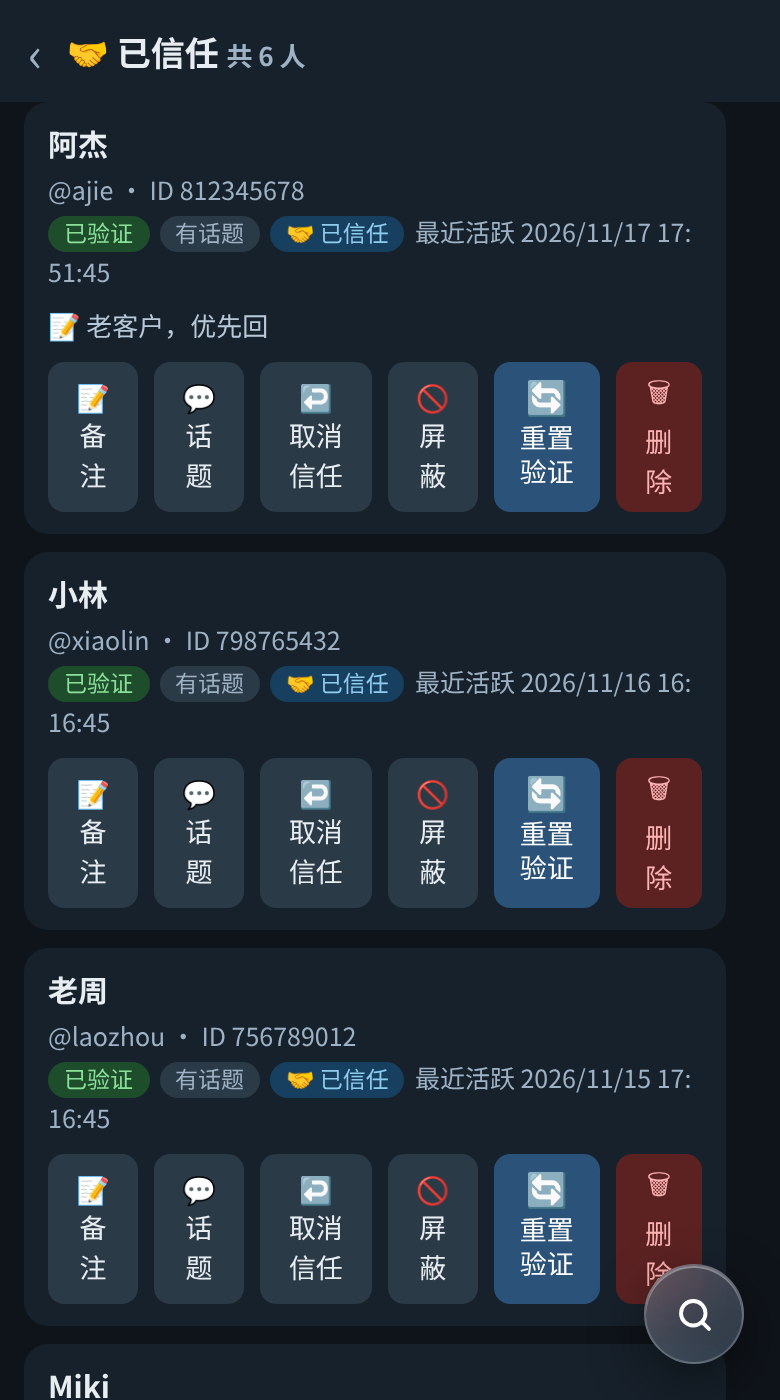 ‹ 🤝 已信任 共 6 人
阿杰
@ajie · ID 812345678
已验证 有话题 🤝 已信任 最近活跃 2026/11/17 17:
51:45
📝 老客户，优先回
📝 备注 💬 话题 ↩️ 取消信任 🚫 屏蔽 🔄 重置验证 🗑 删除
小林
@xiaolin · ID 798765432
已验证 有话题 🤝 已信任 最近活跃 2026/11/16 16:
16:45
📝 备注 💬 话题 ↩️ 取消信任 🚫 屏蔽 🔄 重置验证 🗑 删除
老周
@laozhou · ID 756789012
已验证 有话题 🤝 已信任 最近活跃 2026/11/15 17:
16:45
📝 备注 💬 话题 ↩️ 取消信任 🚫 屏蔽 🔄 重置验证 🗑 删除
Miki